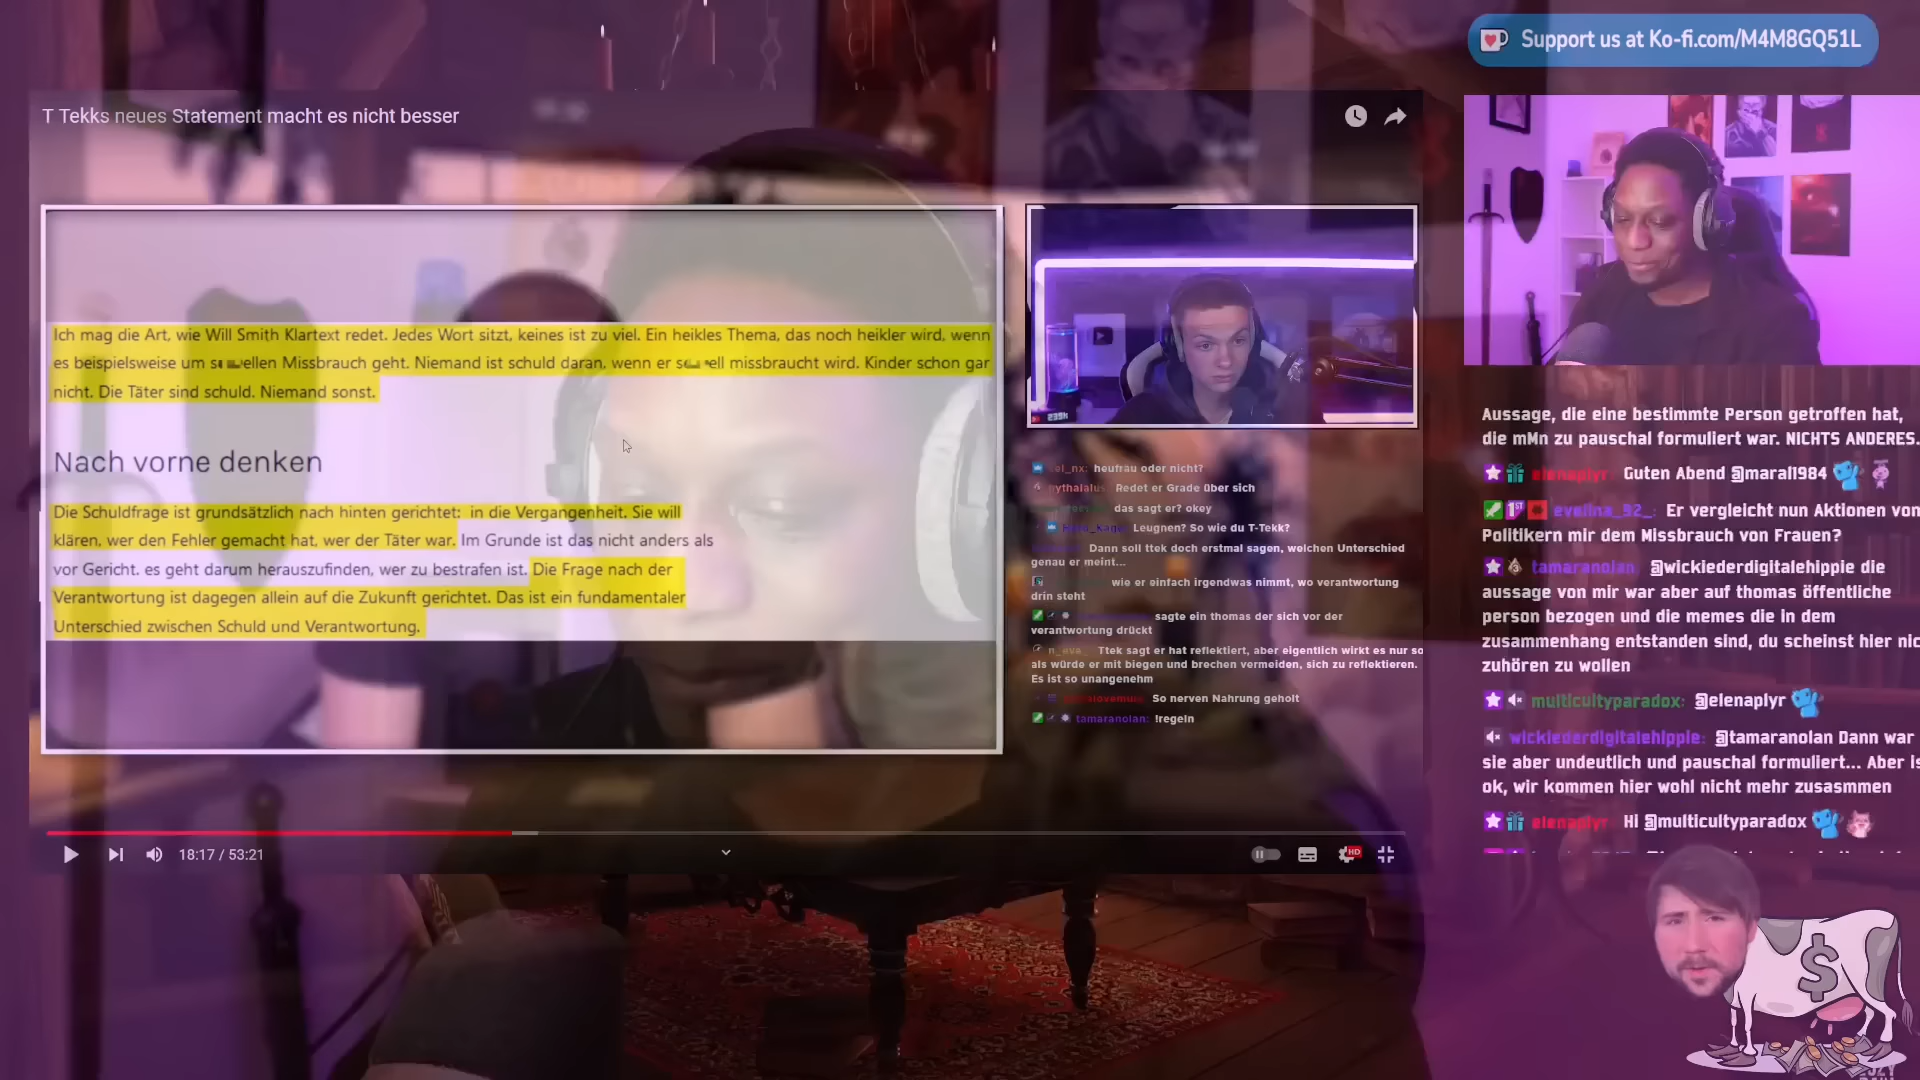 Support us at Ko-fi.com/M4M8GQ51L
T Tekks neues Statement macht es nicht besser
Ich mag die Art, wie Will Smith Klartext redet. Jedes Wort sitzt, keines ist zu viel. Ein heikles Thema, das noch heikler wird, wenn
es beispielsweise um s ellen Missbrauch geht. Niemand ist schuld daran, wenn er s ell missbraucht wird. Kinder schon gar
nicht. Die Täter sind schuld. Niemand sonst.
Nach vorne denken
Die Schuldfrage ist grundsätzlich nach hinten gerichtet: in die Vergangenheit. Sie will
klären, wer den Fehler gemacht hat, wer der Täter war. Im Grunde ist das nicht anders als
vor Gericht. es geht darum herauszufinden, wer zu bestrafen ist. Die Frage nach der
Verantwortung ist dagegen allein auf die Zukunft gerichtet. Das ist ein fundamentaler
Unterschied zwischen Schuld und Verantwortung.
239k
heufrau oder nicht?
Redet er Grade über sich
das sagt er? okey
Leugnen? So wie du T-Tekk?
Dann soll ttek doch erstmal sagen, welchen Unterschied
genau er meint...
wie er einfach irgendwas nimmt, wo verantwortung
drin steht
sagte ein thomas der sich vor der
verantwortung drückt
Ttek sagt er hat reflektiert, aber eigentlich wirkt es nur so
als würde er mit biegen und brechen vermeiden, sich zu reflektieren.
Es ist so unangenehm
So nerven Nahrung geholt
tamaranoian: !regeln
18:17 / 53:21
HD
Aussage, die eine bestimmte Person getroffen hat,
die mMn zu pauschal formuliert war. NICHTS ANDERES.
elenaplyr: Guten Abend @maral1984
evelina_92_: Er vergleicht nun Aktionen von
Politikern mir dem Missbrauch von Frauen?
tamaranoian: @wickiederdigitalehippie die
aussage von mir war aber auf thomas öffentliche
person bezogen und die memes die in dem
zusammenhang entstanden sind, du scheinst hier nic
zuhören zu wollen
multicultyparadox: @elenaplyr
wickiederdigitalehippie: @tamaranoian Dann war
sie aber undeutlich und pauschal formuliert... Aber is
ok, wir kommen hier wohl nicht mehr zusasmmen
elenaplyr: Hi @multicultyparadox
$